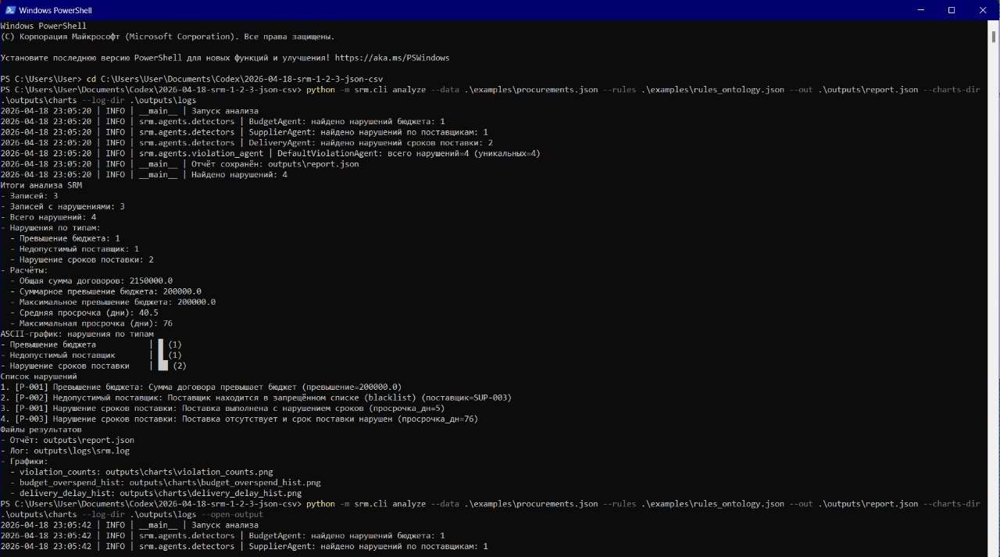 Windows PowerShell
Windows PowerShell
(C) Корпорация Майкрософт (Microsoft Corporation). Все права защищены.
Установите последнюю версию PowerShell для новых функций и улучшения! https://aka.ms/PSWindows
PS C:\Users\User> cd C:\Users\User\Documents\Codex\2026-04-18-srm-1-2-3-json-csv
PS C:\Users\User\Documents\Codex\2026-04-18-srm-1-2-3-json-csv> python -m srm.cli analyze --data .\examples\procurements.json --rules .\examples\rules_ontology.json --out .\outputs\report.json --charts-dir
.\outputs\charts --log-dir .\outputs\logs
2026-04-18 23:05:20 | INFO | __main__ | Запуск анализа
2026-04-18 23:05:20 | INFO | srm.agents.detectors | BudgetAgent: найдено нарушений бюджета: 1
2026-04-18 23:05:20 | INFO | srm.agents.detectors | SupplierAgent: найдено нарушений по поставщикам: 1
2026-04-18 23:05:20 | INFO | srm.agents.detectors | DeliveryAgent: найдено нарушений сроков поставки: 2
2026-04-18 23:05:20 | INFO | srm.agents.violation_agent | DefaultViolationAgent: всего нарушений=4 (уникальных=4)
2026-04-18 23:05:20 | INFO | __main__ | Отчёт сохранён: outputs\report.json
2026-04-18 23:05:20 | INFO | __main__ | Найдено нарушений: 4
Итоги анализа SRM
- Записей: 3
- Записей с нарушениями: 3
- Всего нарушений: 4
- Нарушения по типам:
  - Превышение бюджета: 1
  - Недопустимый поставщик: 1
  - Нарушение сроков поставки: 2
- Расчёты:
  - Общая сумма договоров: 2150000.0
  - Суммарное превышение бюджета: 200000.0
  - Максимальное превышение бюджета: 200000.0
  - Средняя просрочка (дни): 40.5
  - Максимальная просрочка (дни): 76
ASCII-график: нарушения по типам
- Превышение бюджета | █ (1)
- Недопустимый поставщик | █ (1)
- Нарушение сроков поставки | ██ (2)
Список нарушений
1. [P-001] Превышение бюджета: Сумма договора превышает бюджет (превышение=200000.0)
2. [P-002] Недопустимый поставщик: Поставщик находится в запрещённом списке (blacklist) (поставщик=SUP-003)
3. [P-001] Нарушение сроков поставки: Поставка выполнена с нарушением сроков (просрочка_дн=5)
4. [P-003] Нарушение сроков поставки: Поставка отсутствует и срок поставки нарушен (просрочка_дн=76)
Файлы результатов
- Отчёт: outputs\report.json
- Лог: outputs\logs\srm.log
- Графики:
  - violation_counts: outputs\charts\violation_counts.png
  - budget_overspend_hist: outputs\charts\budget_overspend_hist.png
  - delivery_delay_hist: outputs\charts\delivery_delay_hist.png
PS C:\Users\User\Documents\Codex\2026-04-18-srm-1-2-3-json-csv> python -m srm.cli analyze --data .\examples\procurements.json --rules .\examples\rules_ontology.json --out .\outputs\report.json --charts-dir
.\outputs\charts --log-dir .\outputs\logs --open-output
2026-04-18 23:05:42 | INFO | __main__ | Запуск анализа
2026-04-18 23:05:42 | INFO | srm.agents.detectors | BudgetAgent: найдено нарушений бюджета: 1
2026-04-18 23:05:42 | INFO | srm.agents.detectors | SupplierAgent: найдено нарушений по поставщикам: 1